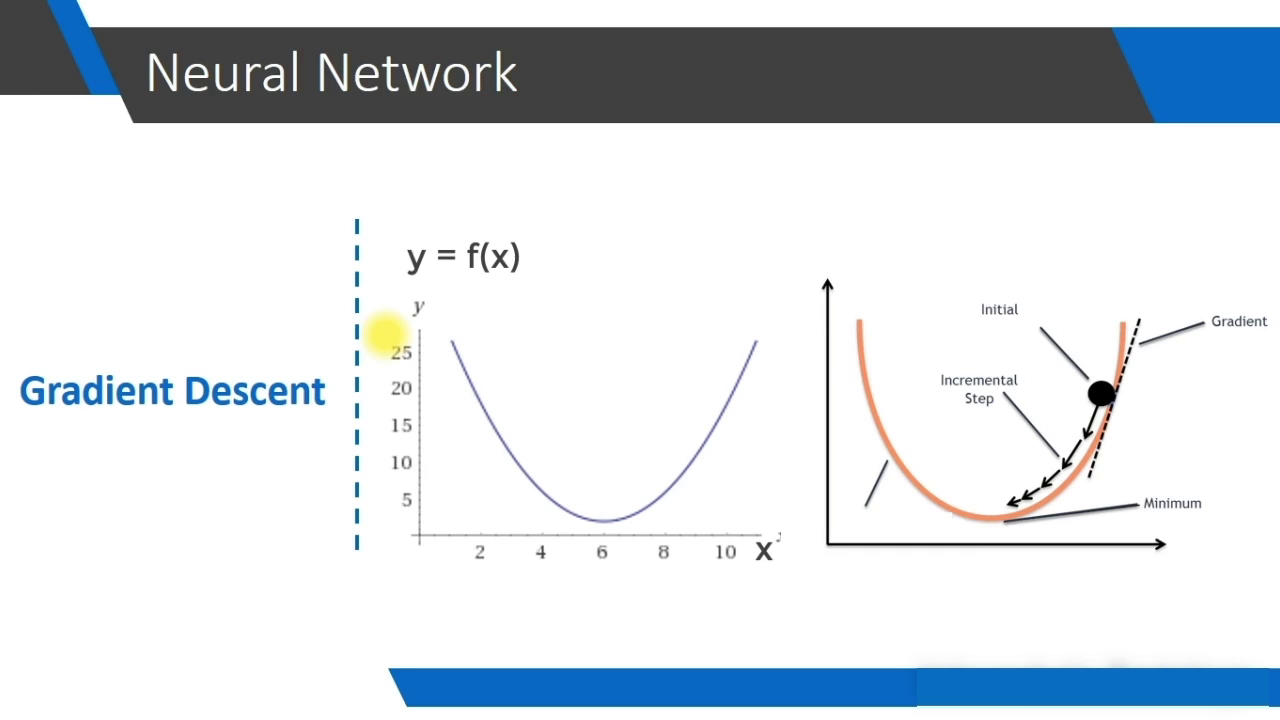 Neural Network
Gradient Descent
y = f(x)
y
25
20
15
10
5
2 4 6 8 10 x
Initial
Gradient
Incremental
Step
Minimum